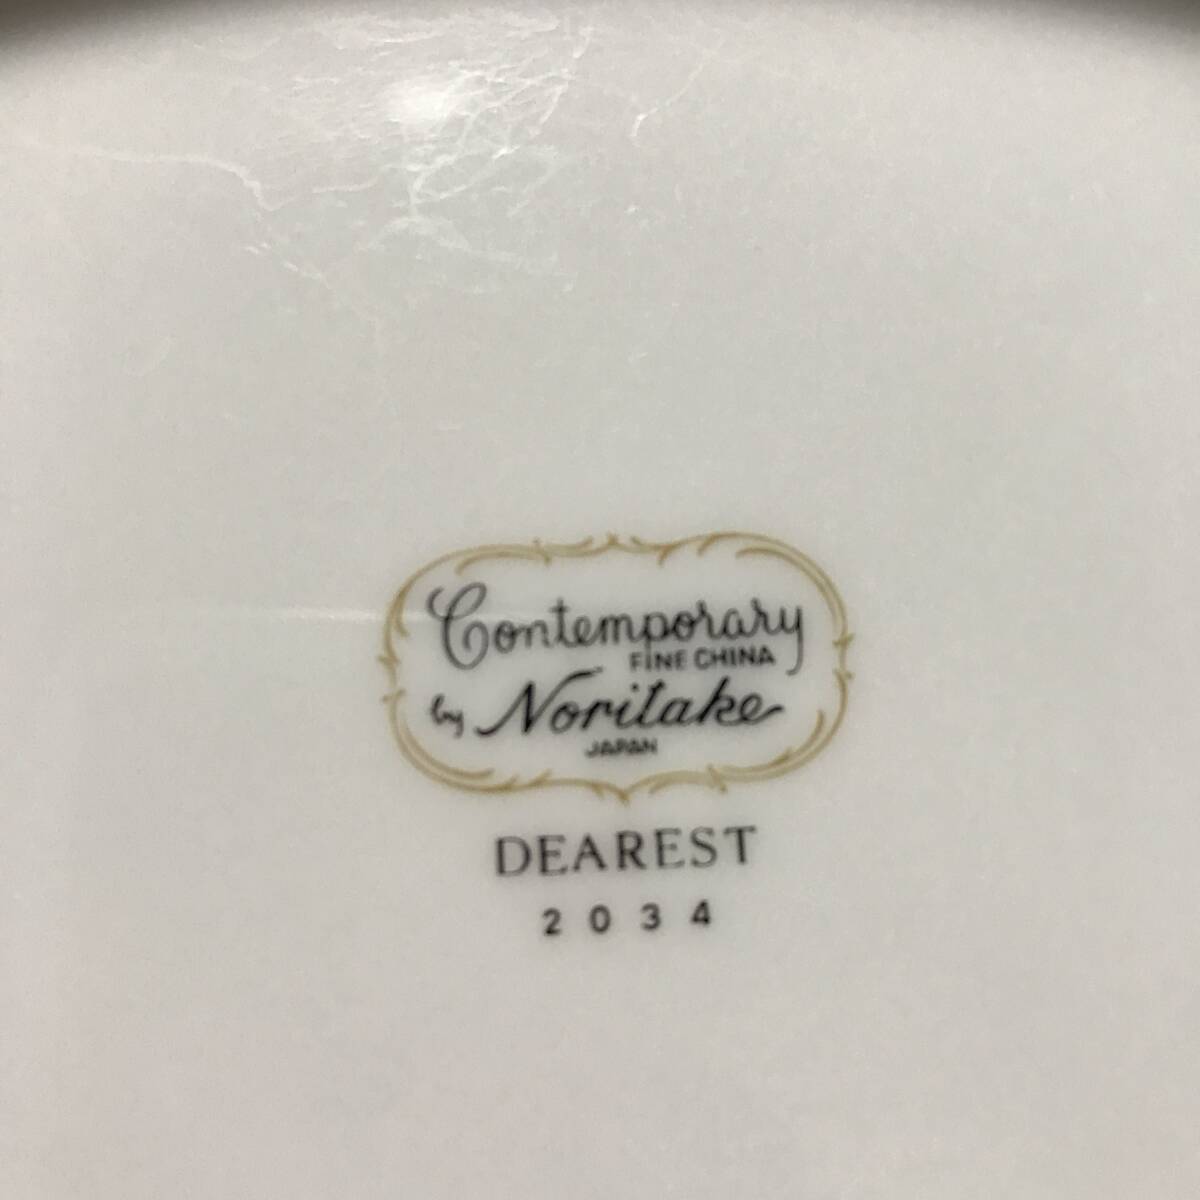 Contemporary
FINE CHINA
by Noritake
JAPAN
DEAREST
2034